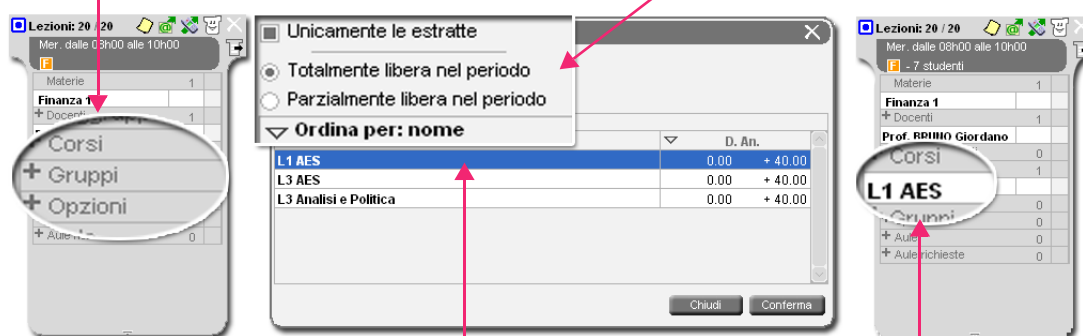 Lezioni: 20 / 20
Mer. dalle 08h00 alle 10h00
F
Materie 1
Finanza 1
+ Docenti 1
Corsi
+ Gruppi
+ Opzioni
+ Aule 0
Unicamente le estratte
Totalmente libera nel periodo
Parzialmente libera nel periodo
Ordina per: nome
D. An.
L1 AES 0.00 + 40.00
L3 AES 0.00 + 40.00
L3 Analisi e Politica 0.00 + 40.00
Chiudi Conferma
Lezioni: 20 / 20
Mer. dalle 08h00 alle 10h00
F - 7 studenti
Materie 1
Finanza 1
+ Docenti 1
Prof. BRUNO Giordano
Corsi 0
1
L1 AES
0
+ Gruppi 0
+ Aule 0
+ Aule richieste 0